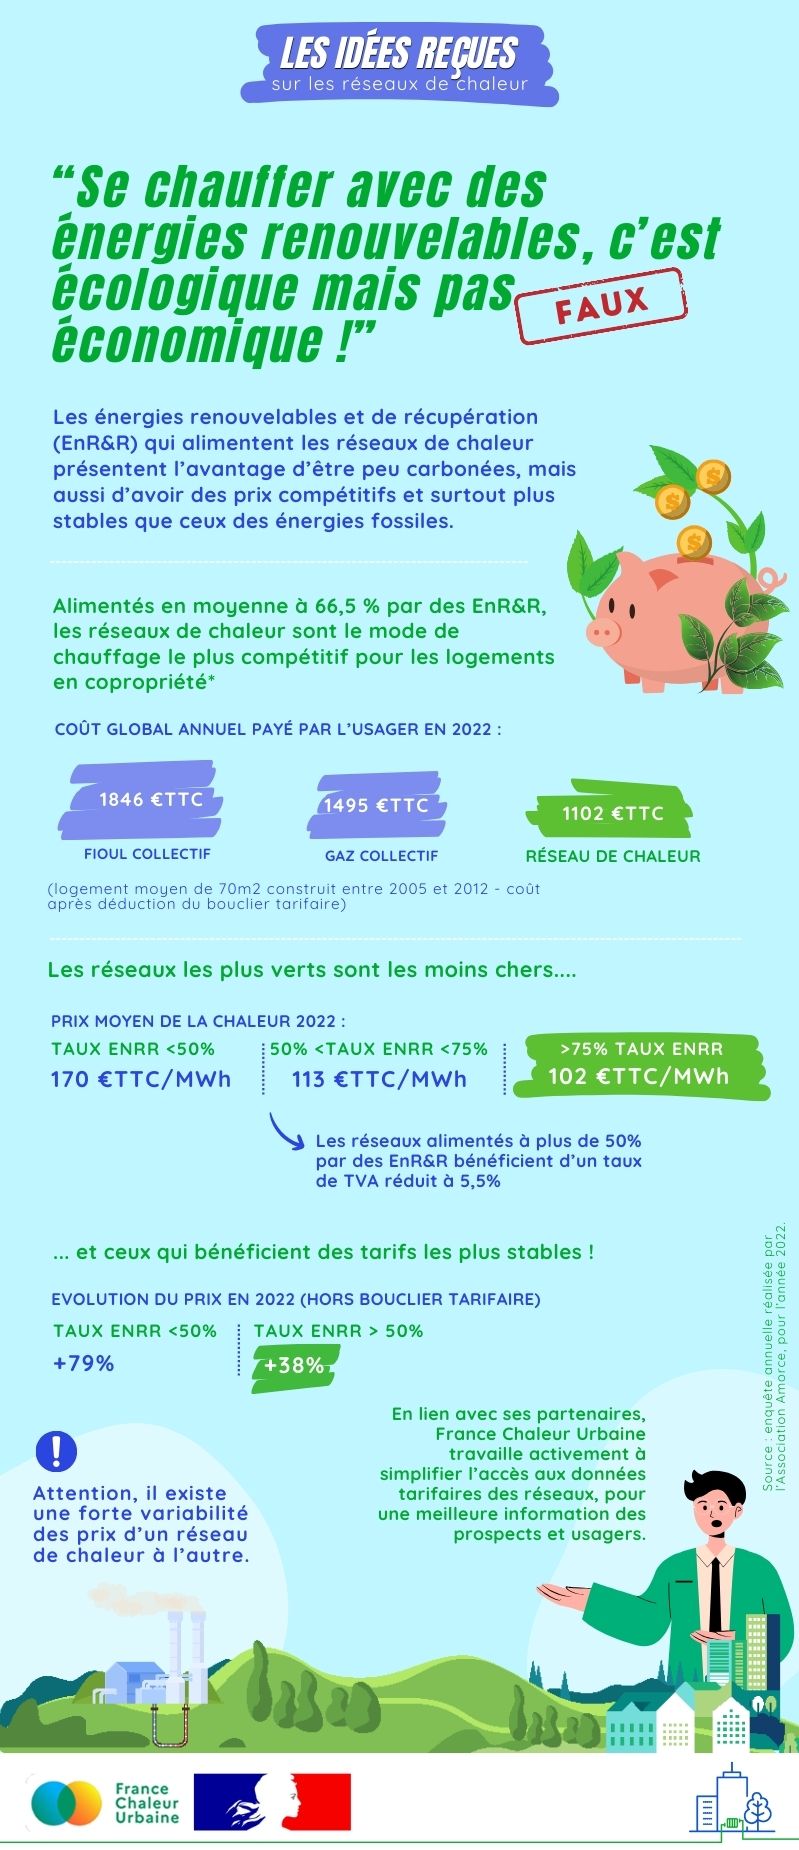 LES IDÉES REÇUES
sur les réseaux de chaleur
“Se chauffer avec des
énergies renouvelables, c’est
écologique mais pas
économique !”
FAUX
Les énergies renouvelables et de récupération
(EnR&R) qui alimentent les réseaux de chaleur
présentent l’avantage d’être peu carbonées, mais
aussi d’avoir des prix compétitifs et surtout plus
stables que ceux des énergies fossiles.
Alimentés en moyenne à 66,5 % par des EnR&R,
les réseaux de chaleur sont le mode de
chauffage le plus compétitif pour les logements
en copropriété*
COÛT GLOBAL ANNUEL PAYÉ PAR L’USAGER EN 2022 :
1846 €TTC
FIOUL COLLECTIF
1495 €TTC
GAZ COLLECTIF
1102 €TTC
RÉSEAU DE CHALEUR
(logement moyen de 70m2 construit entre 2005 et 2012 - coût
après déduction du bouclier tarifaire)
Les réseaux les plus verts sont les moins chers....
PRIX MOYEN DE LA CHALEUR 2022 :
TAUX ENRR <50%
170 €TTC/MWh
50% <TAUX ENRR <75%
113 €TTC/MWh
>75% TAUX ENRR
102 €TTC/MWh
Les réseaux alimentés à plus de 50%
par des EnR&R bénéficient d’un taux
de TVA réduit à 5,5%
... et ceux qui bénéficient des tarifs les plus stables !
EVOLUTION DU PRIX EN 2022 (HORS BOUCLIER TARIFAIRE)
TAUX ENRR <50%
+79%
TAUX ENRR > 50%
+38%
Source : enquête annuelle réalisée par
l’Association Amorce, pour l’année 2022.
En lien avec ses partenaires,
France Chaleur Urbaine
travaille activement à
simplifier l’accès aux données
tarifaires des réseaux, pour
une meilleure information des
prospects et usagers.
!
Attention, il existe
une forte variabilité
des prix d’un réseau
de chaleur à l’autre.
France
Chaleur
Urbaine